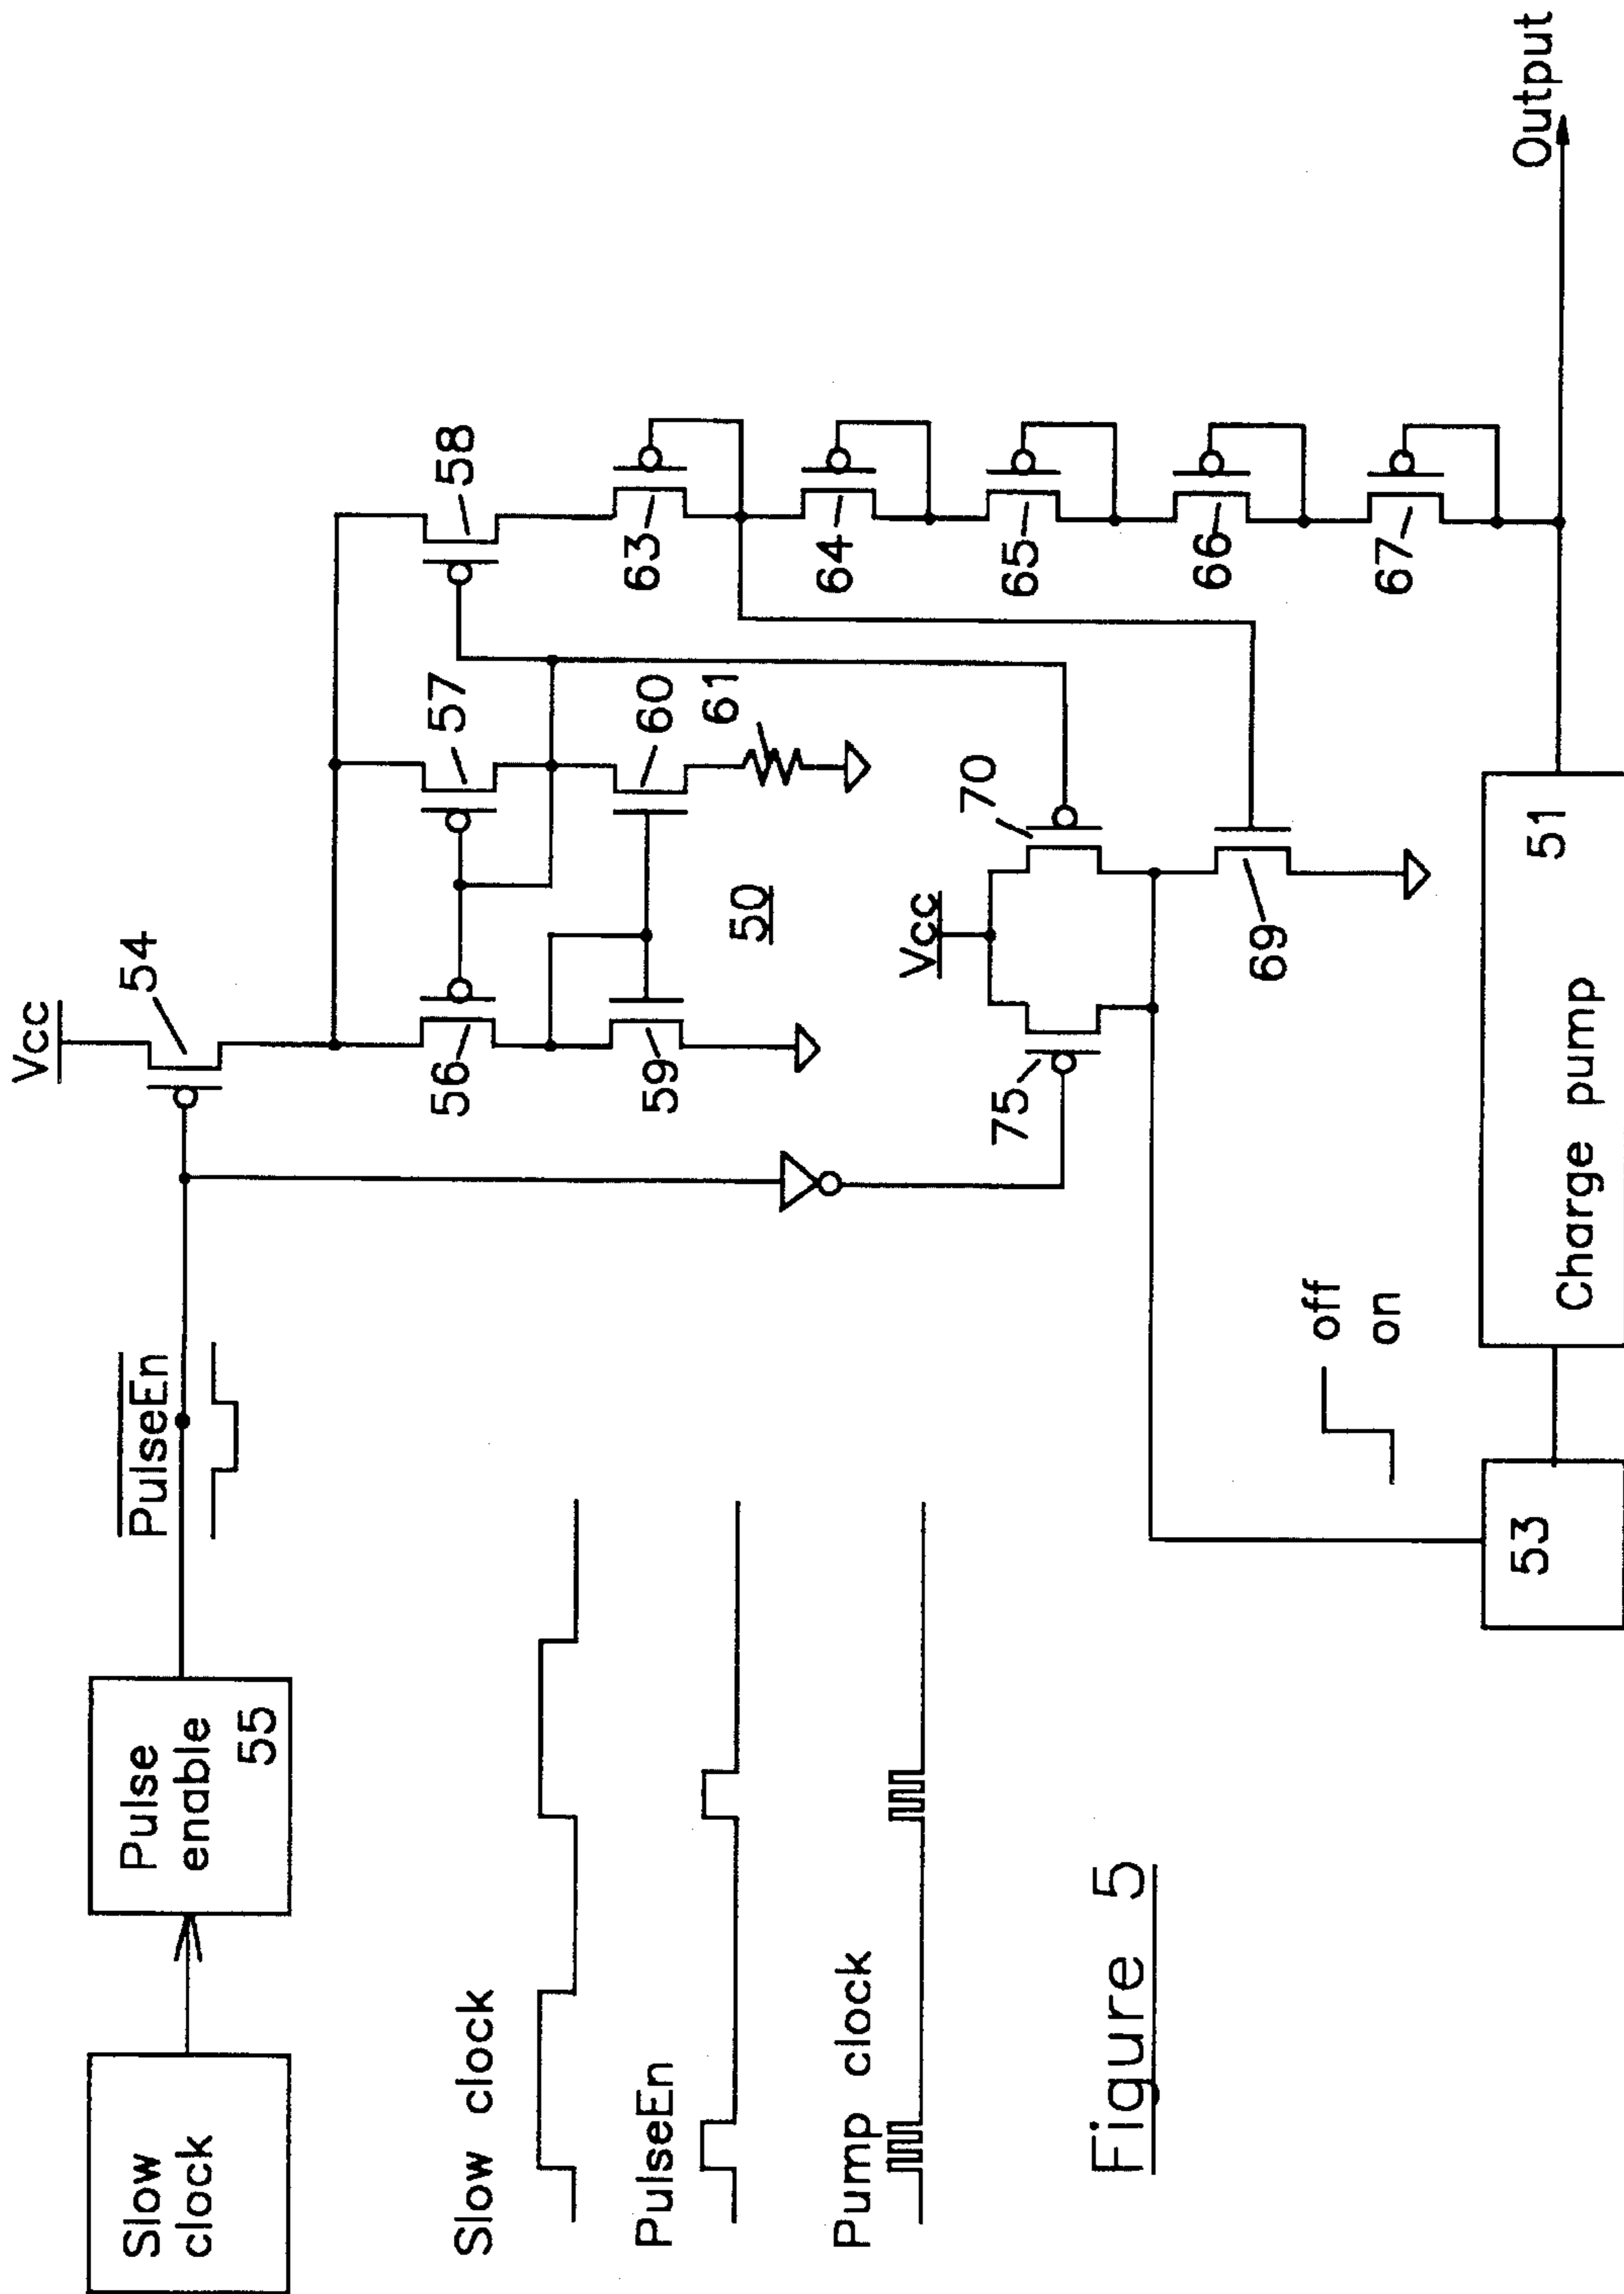 Slow
clock
Pulse
enable
55
PulseEn
Vcc
54
56
57
58
59
60
61
50
63
64
65
66
67
Vcc
75
70
69
off
on
53
Charge pump
51
Output
Slow clock
PulseEn
Pump clock
Figure 5